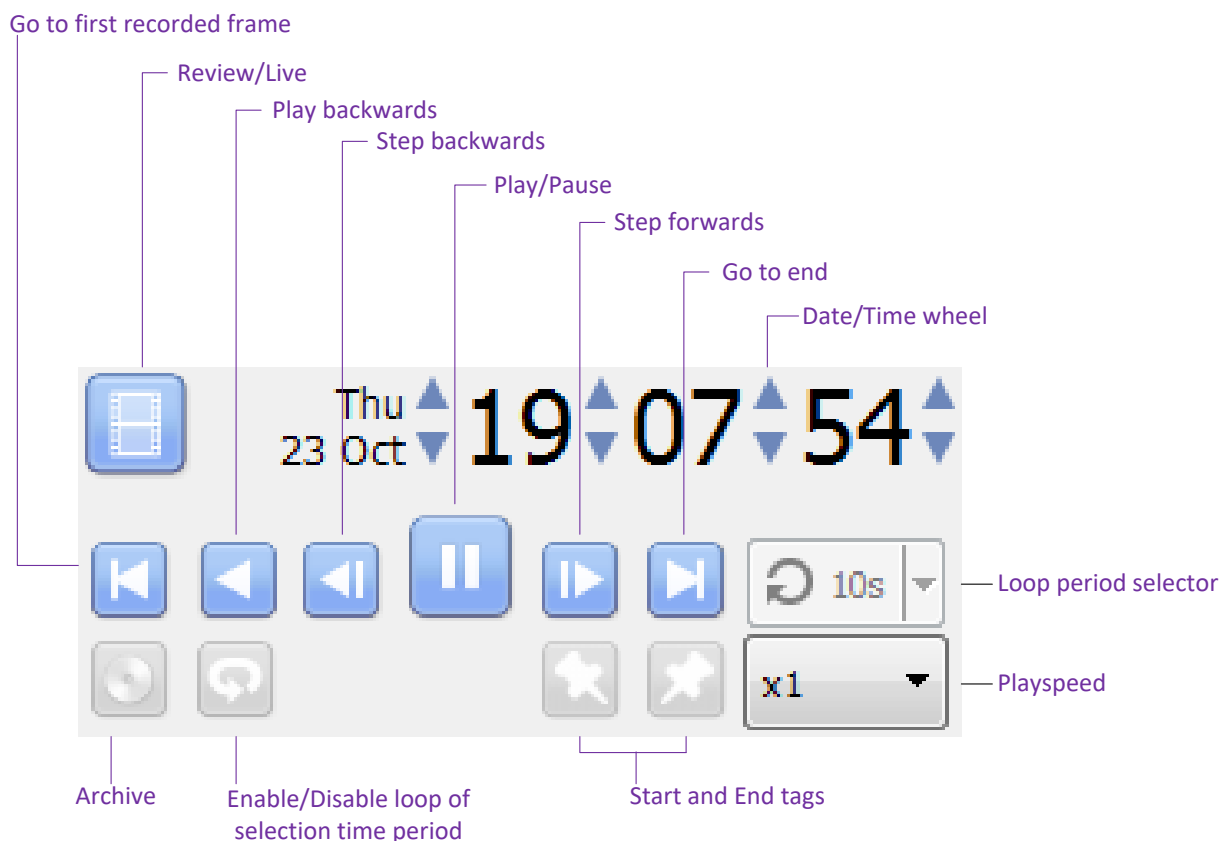 Go to first recorded frame
Review/Live
Play backwards
Step backwards
Play/Pause
Step forwards
Go to end
Date/Time wheel
Thu
23 Oct
19 07 54
10s
Loop period selector
x1
Playspeed
Archive
Enable/Disable loop of
selection time period
Start and End tags